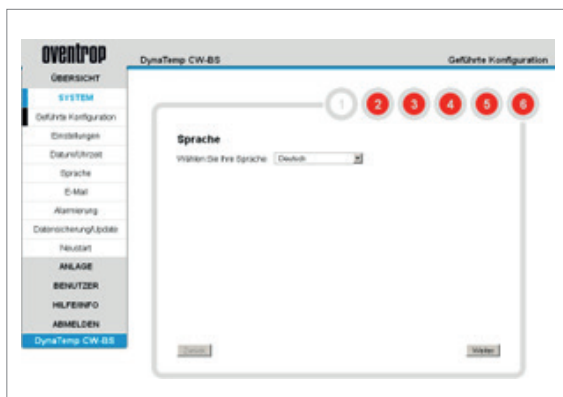 oventrop
DynaTemp CW-BS
Geführte Konfiguration
ÜBERSICHT
SYSTEM
Geführte Konfiguration
Einstellungen
Datum/Uhrzeit
Sprache
E-Mail
Alarmierung
Datensicherung/Update
Neustart
ANLAGE
BENUTZER
HILFE/INFO
ABMELDEN
DynaTemp CW-BS
1 2 3 4 5 6
Sprache
Wählen Sie Ihre Sprache: Deutsch
Zurück
Weiter